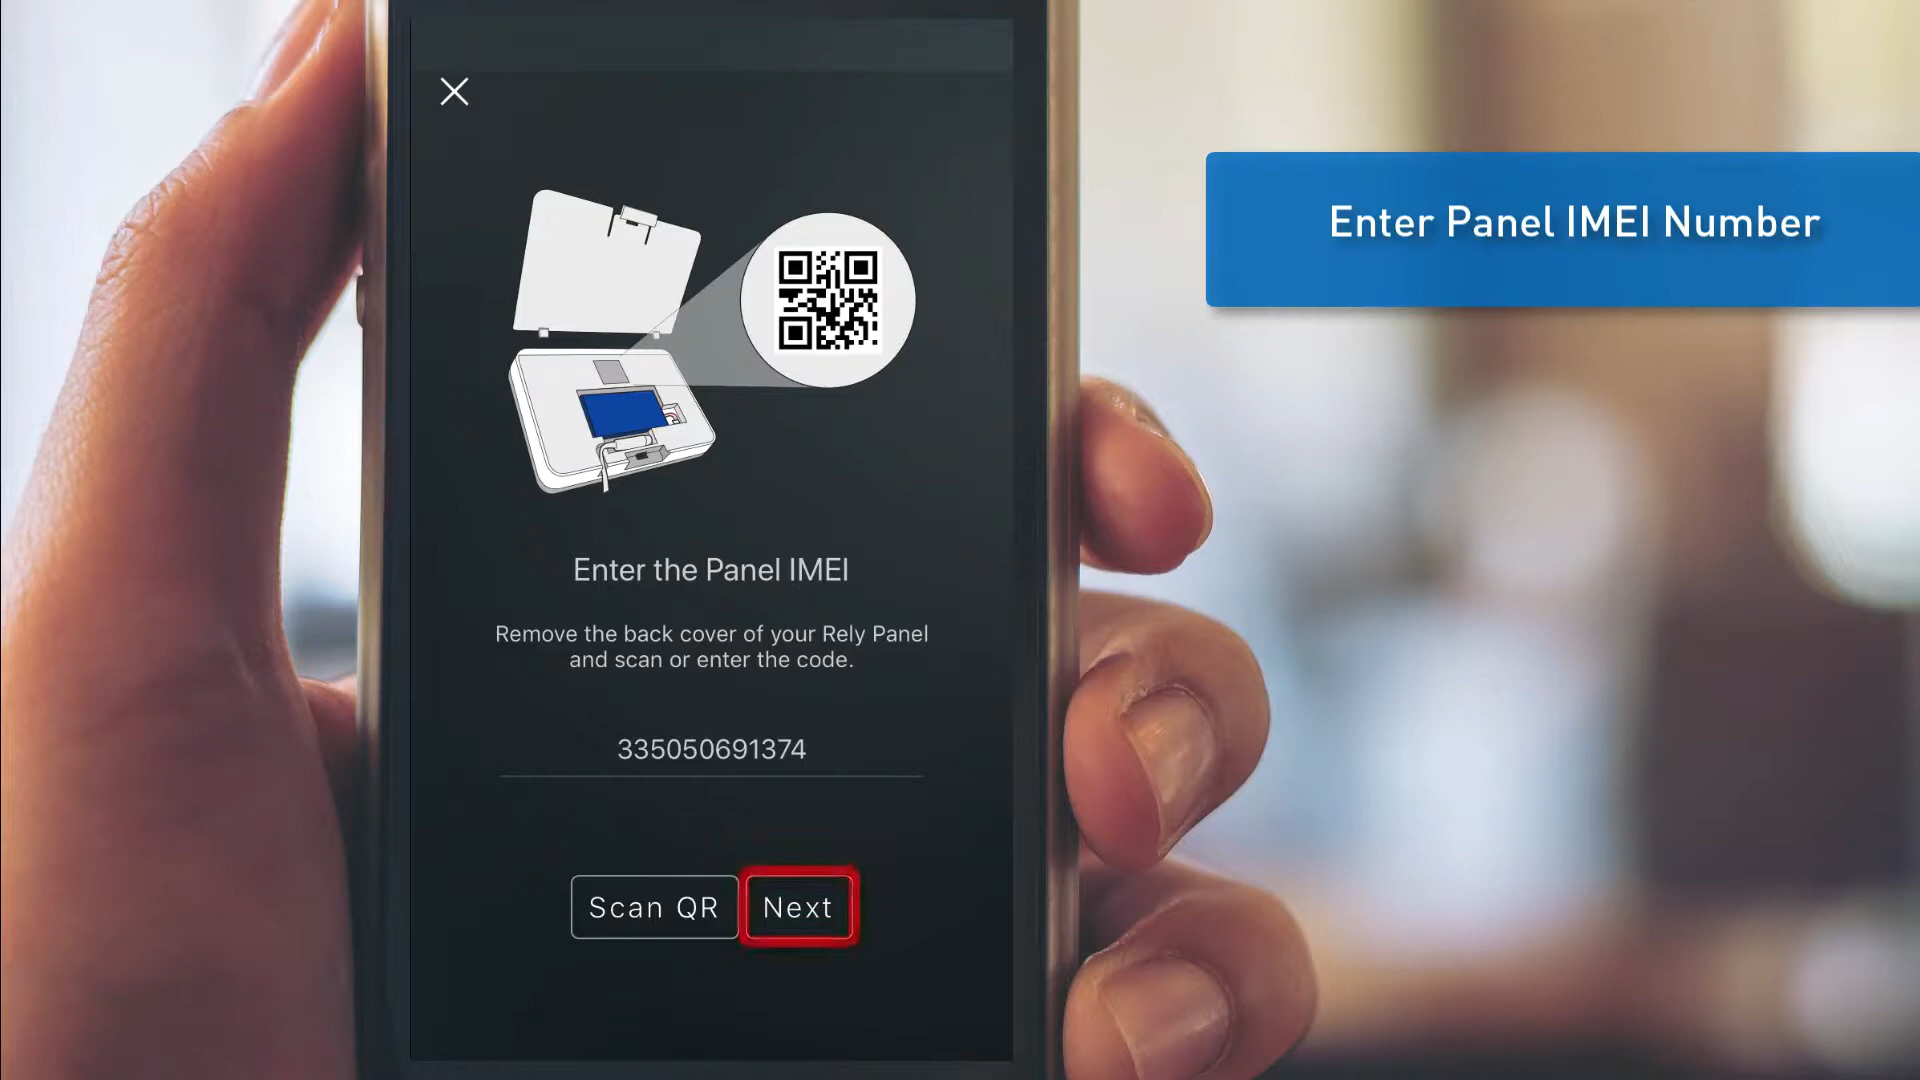 Enter Panel IMEI Number
Enter the Panel IMEI
Remove the back cover of your Rely Panel
and scan or enter the code.
335050691374
Scan QR
Next